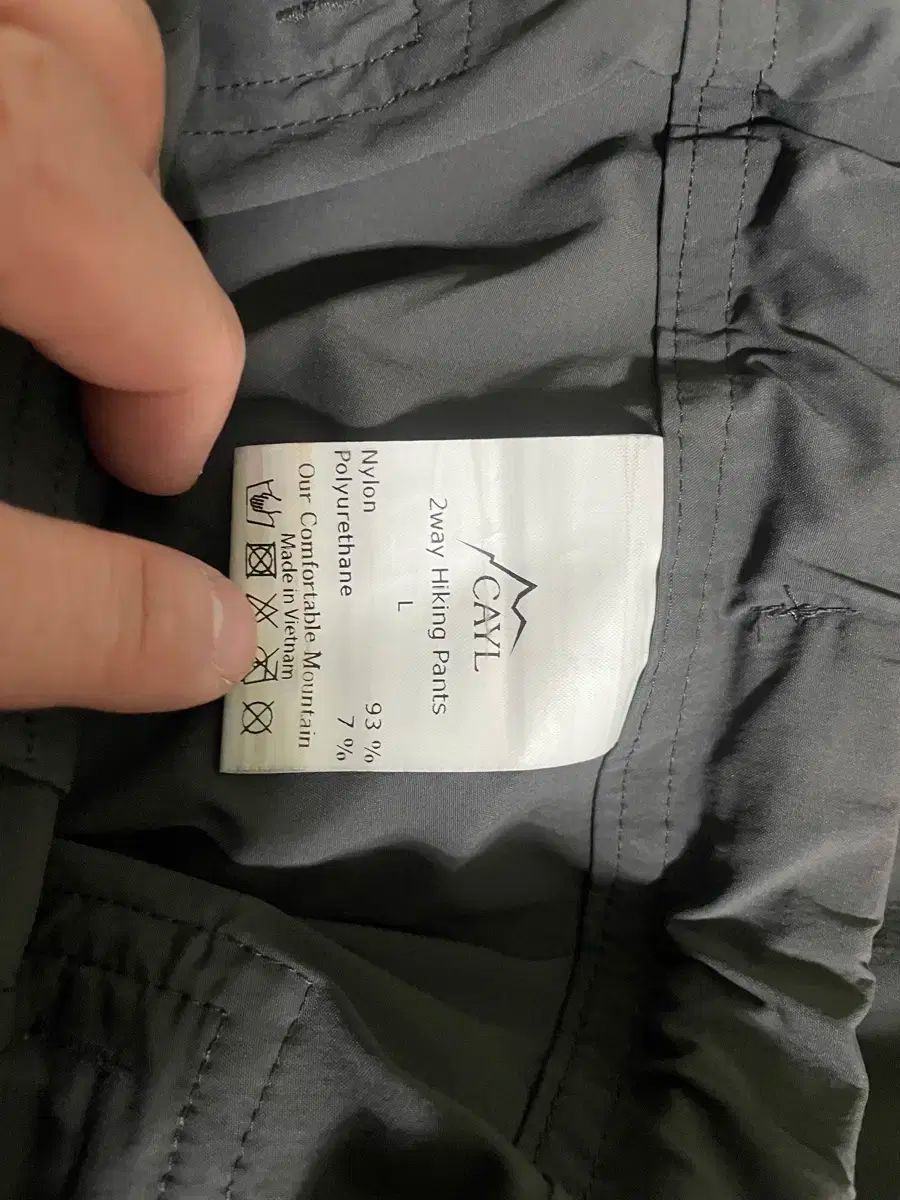 CAYL
2way Hiking Pants
L
Nylon 93 %
Polyurethane 7 %
Our Comfortable Mountain
Made in Vietnam